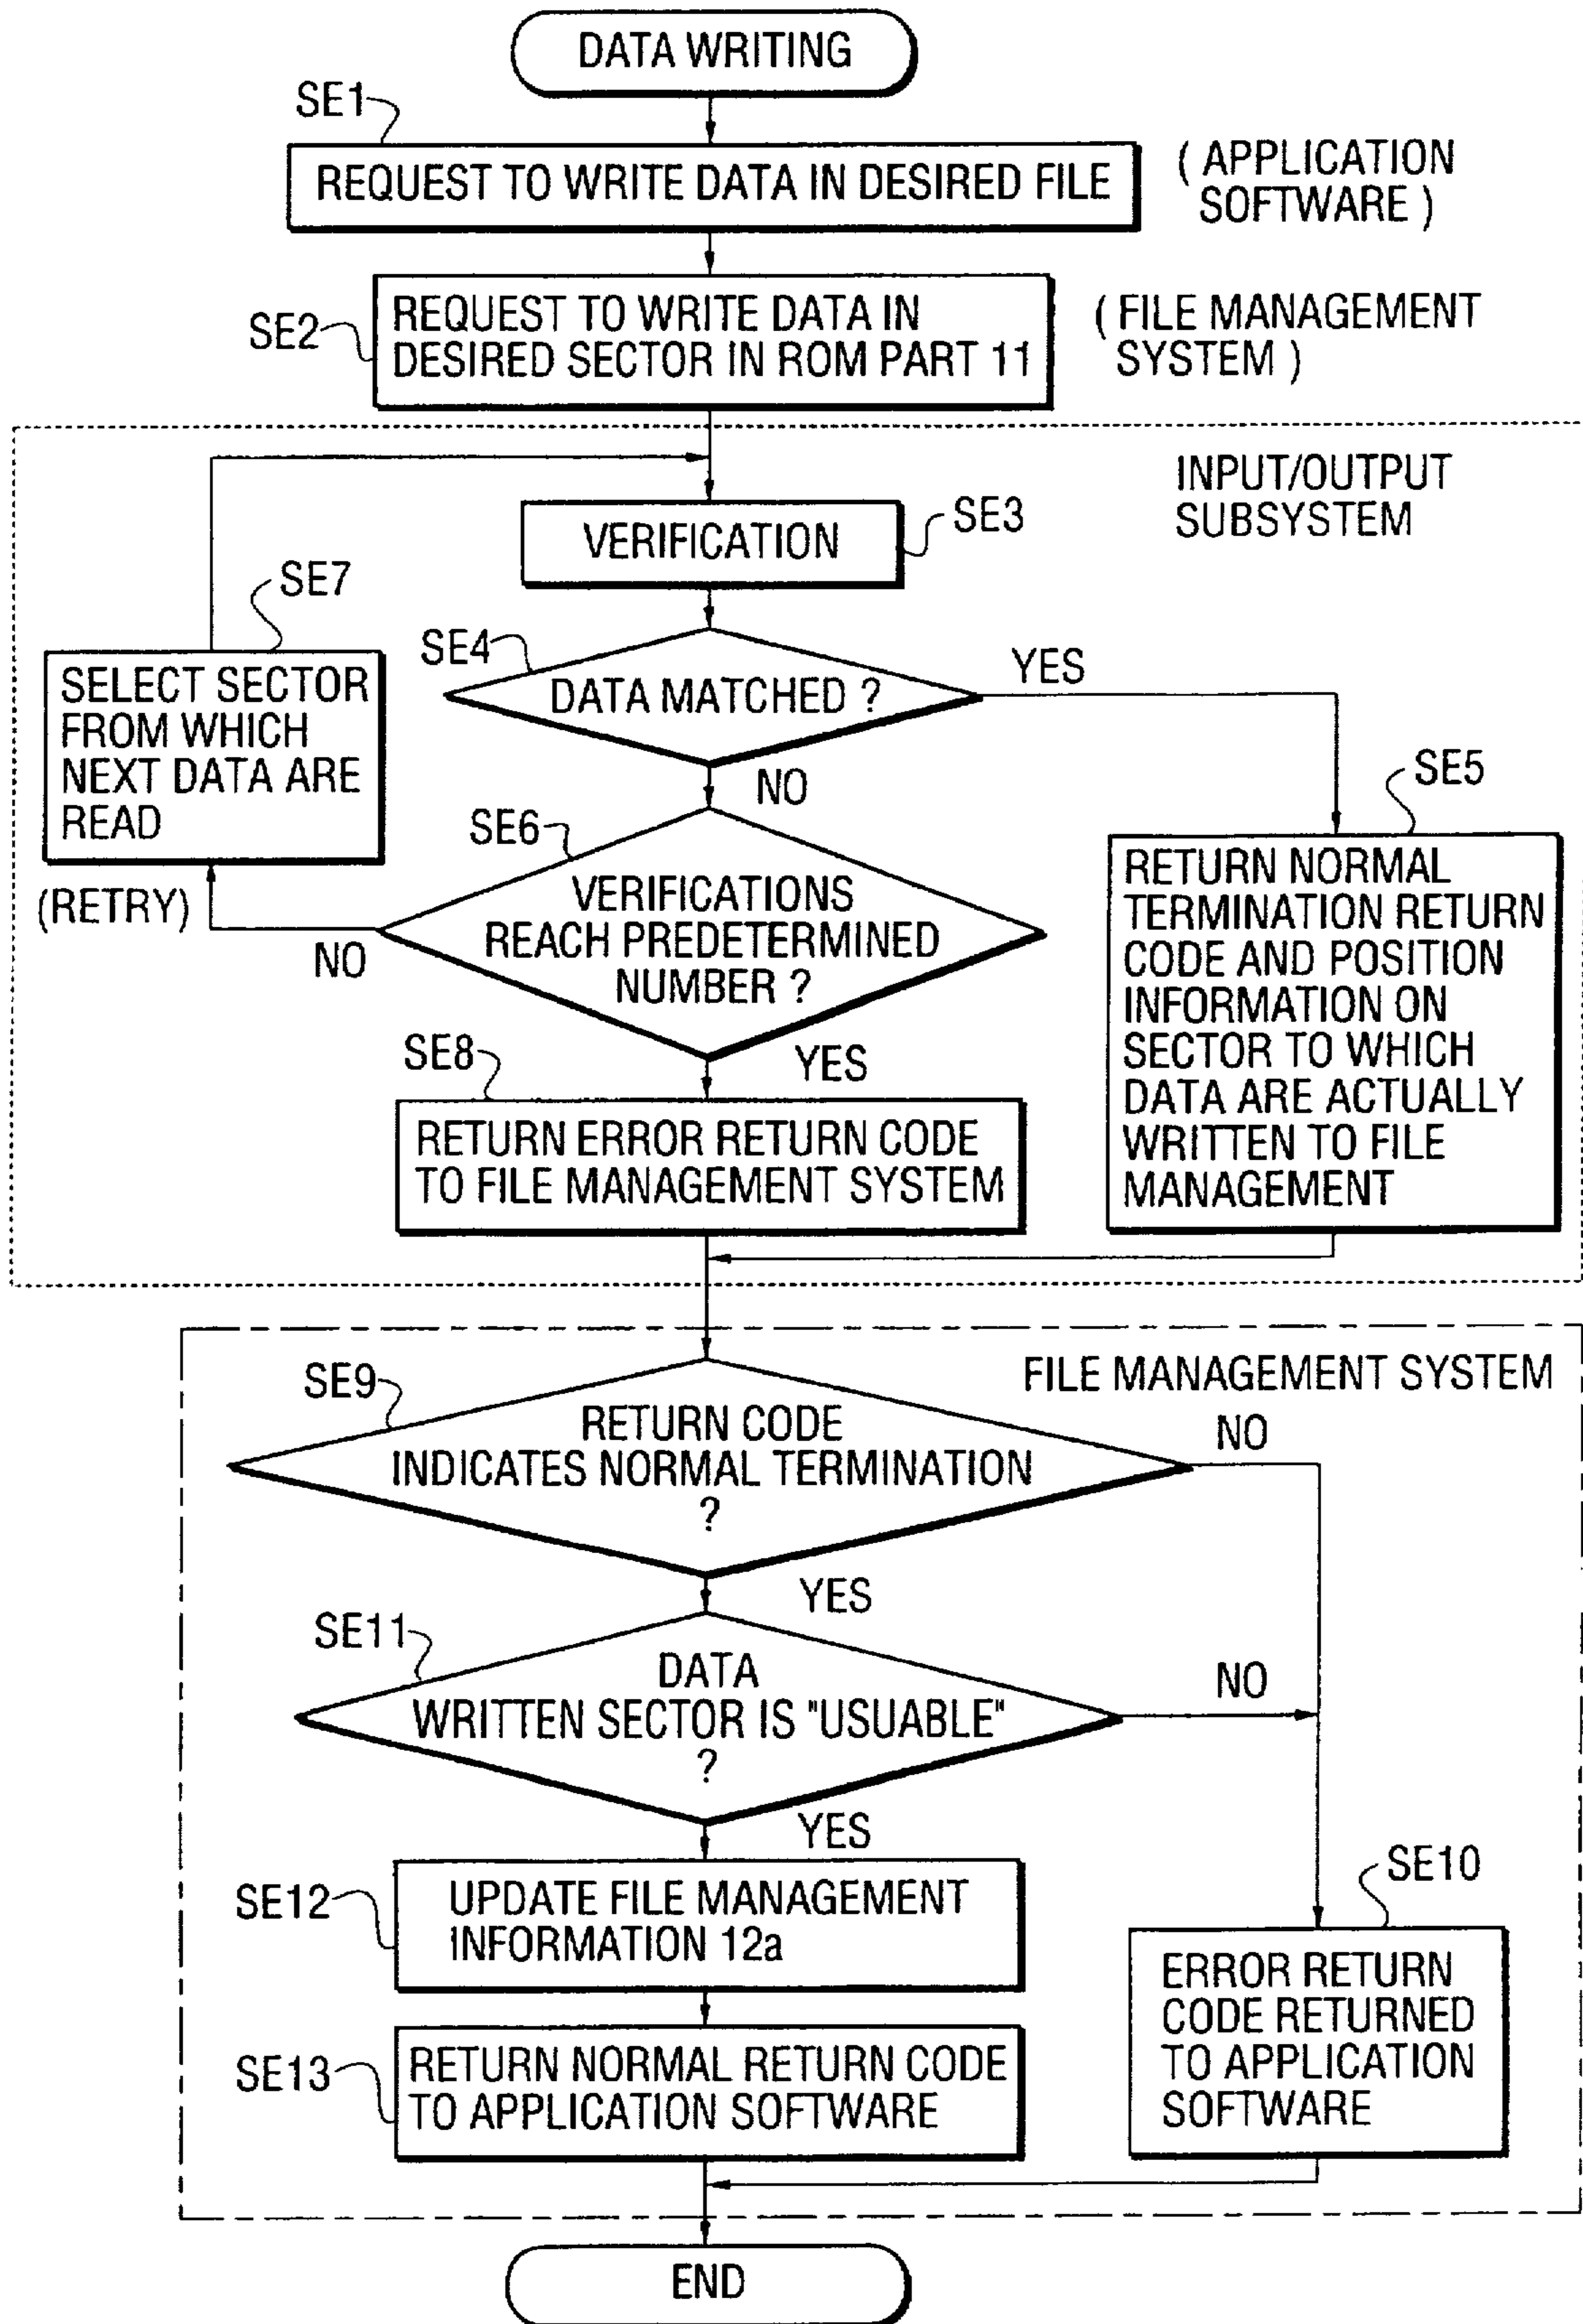 DATA WRITING
SE1
REQUEST TO WRITE DATA IN DESIRED FILE
( APPLICATION
SOFTWARE )
SE2
REQUEST TO WRITE DATA IN
DESIRED SECTOR IN ROM PART 11
( FILE MANAGEMENT
SYSTEM )
INPUT/OUTPUT
SUBSYSTEM
VERIFICATION
SE3
SE7
SELECT SECTOR
FROM WHICH
NEXT DATA ARE
READ
(RETRY)
SE4
DATA MATCHED ?
YES
NO
SE6
VERIFICATIONS
REACH PREDETERMINED
NUMBER ?
NO
YES
SE5
RETURN NORMAL
TERMINATION RETURN
CODE AND POSITION
INFORMATION ON
SECTOR TO WHICH
DATA ARE ACTUALLY
WRITTEN TO FILE
MANAGEMENT
SE8
RETURN ERROR RETURN CODE
TO FILE MANAGEMENT SYSTEM
FILE MANAGEMENT SYSTEM
SE9
RETURN CODE
INDICATES NORMAL TERMINATION
?
NO
YES
SE11
DATA
WRITTEN SECTOR IS "USUABLE"
?
NO
YES
SE12
UPDATE FILE MANAGEMENT
INFORMATION 12a
SE10
ERROR RETURN
CODE RETURNED
TO APPLICATION
SOFTWARE
SE13
RETURN NORMAL RETURN CODE
TO APPLICATION SOFTWARE
END